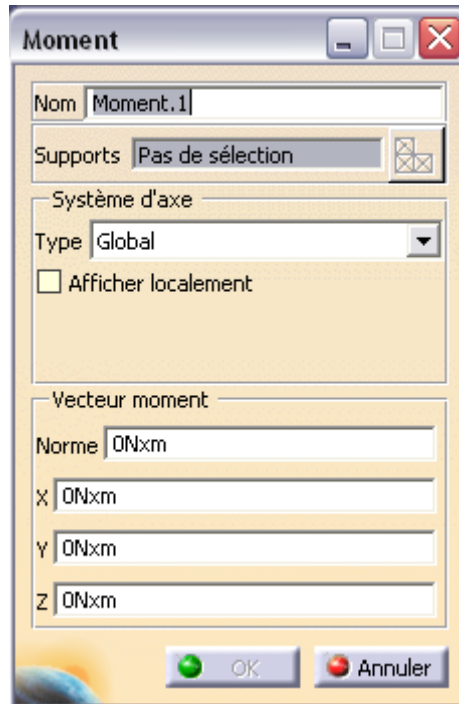 Moment
Nom Moment.1
Supports Pas de sélection
Système d'axe
Type Global
Afficher localement
Vecteur moment
Norme 0Nxm
X 0Nxm
Y 0Nxm
Z 0Nxm
OK Annuler